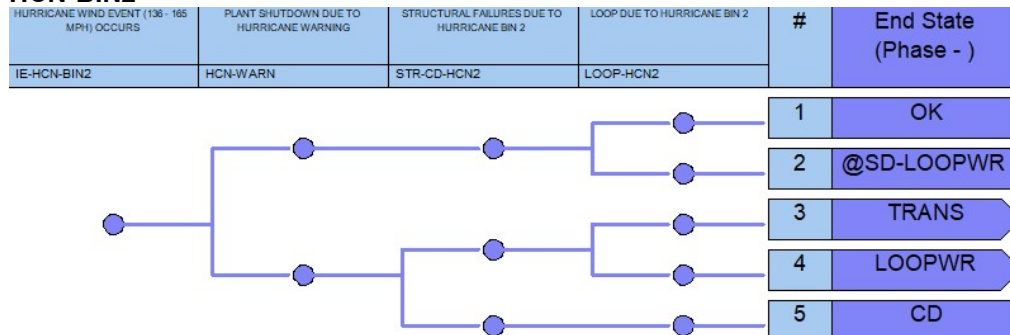 HCN-BIN2
HURRICANE WIND EVENT (136 - 165
MPH) OCCURS
PLANT SHUTDOWN DUE TO
HURRICANE WARNING
STRUCTURAL FAILURES DUE TO
HURRICANE BIN 2
LOOP DUE TO HURRICANE BIN 2
#
End State
(Phase - )
IE-HCN-BIN2
HCN-WARN
STR-CD-HCN2
LOOP-HCN2
1
OK
2
@SD-LOOPWR
3
TRANS
4
LOOPWR
5
CD